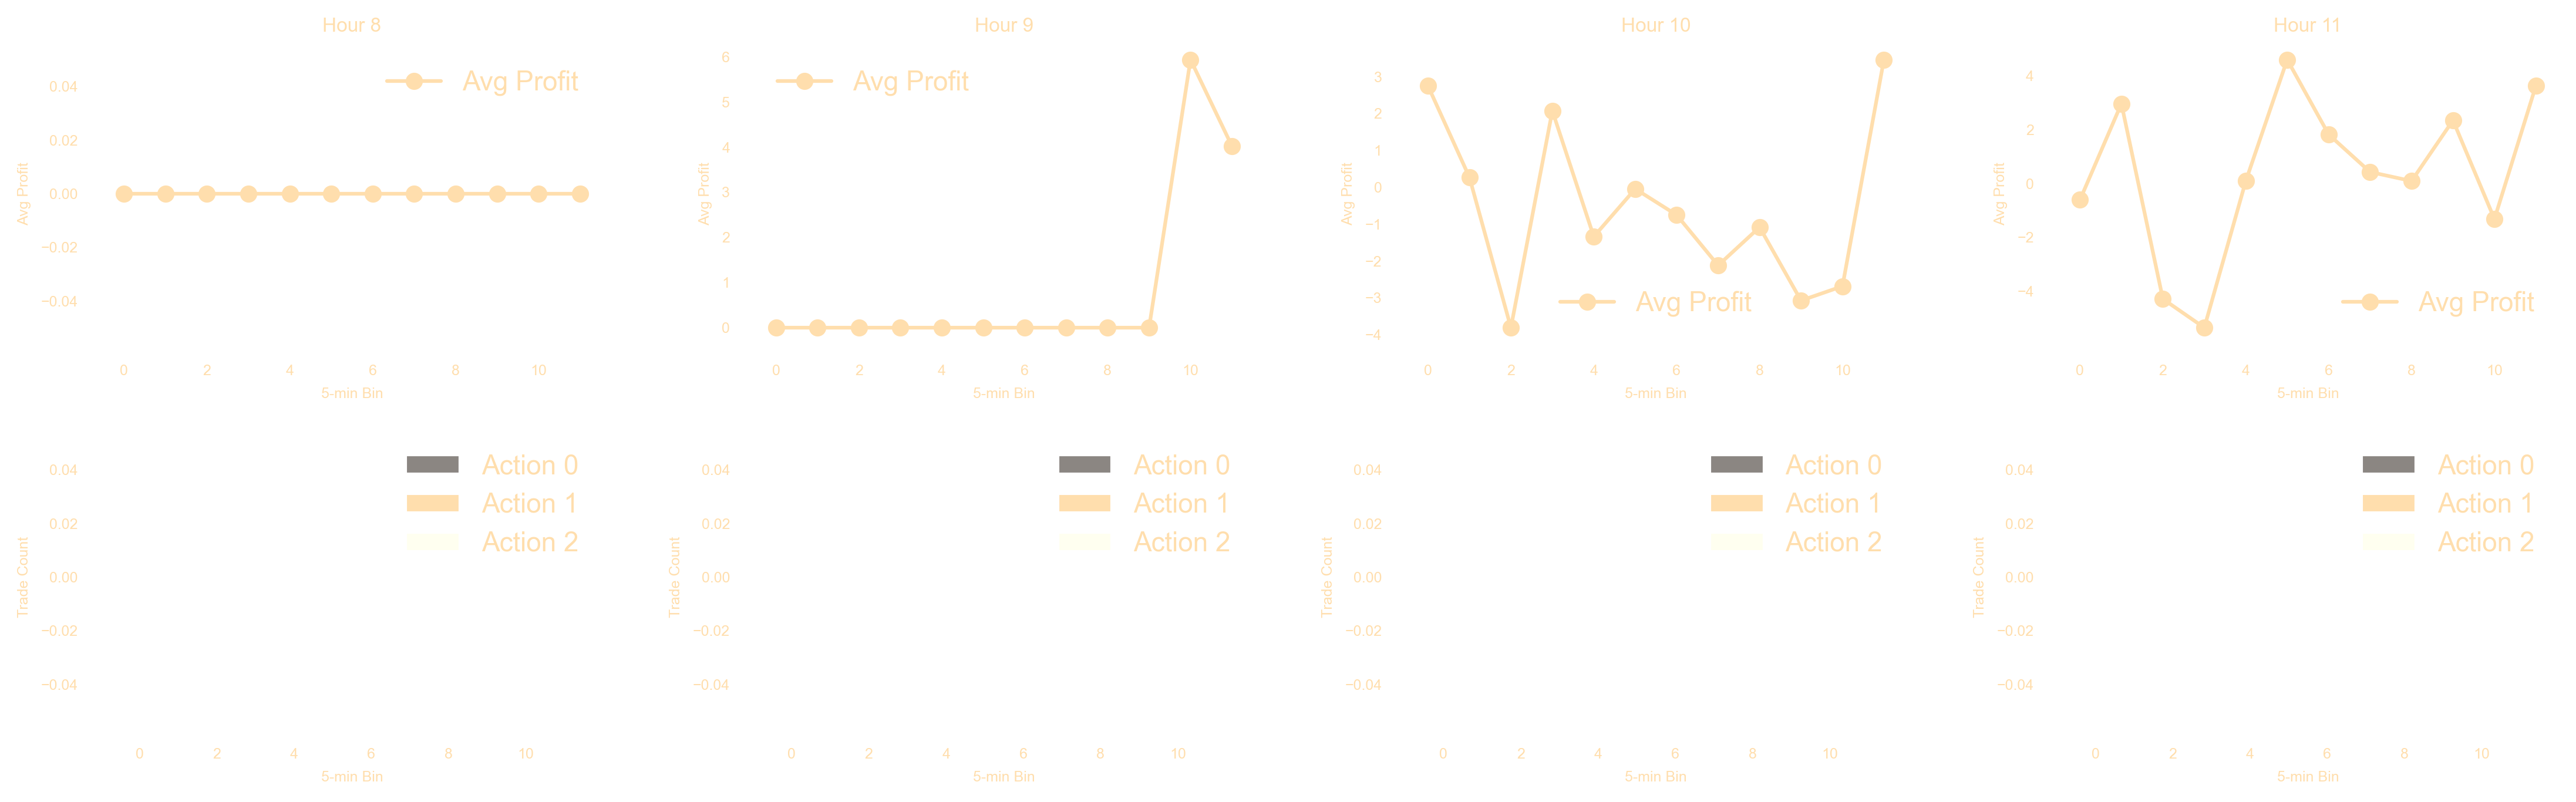 Hour 8
Avg Profit
0.04
0.02
0.00
−0.02
−0.04
Avg Profit
0 2 4 6 8 10
5-min Bin
Hour 9
Avg Profit
6
5
4
3
2
1
0
Avg Profit
0 2 4 6 8 10
5-min Bin
Hour 10
3
2
1
0
−1
−2
−3
−4
Avg Profit
Avg Profit
0 2 4 6 8 10
5-min Bin
Hour 11
4
2
0
−2
−4
Avg Profit
Avg Profit
0 2 4 6 8 10
5-min Bin
Action 0
Action 1
Action 2
0.04
0.02
0.00
−0.02
−0.04
Trade Count
0 2 4 6 8 10
5-min Bin
Action 0
Action 1
Action 2
0.04
0.02
0.00
−0.02
−0.04
Trade Count
0 2 4 6 8 10
5-min Bin
Action 0
Action 1
Action 2
0.04
0.02
0.00
−0.02
−0.04
Trade Count
0 2 4 6 8 10
5-min Bin
Action 0
Action 1
Action 2
0.04
0.02
0.00
−0.02
−0.04
Trade Count
0 2 4 6 8 10
5-min Bin